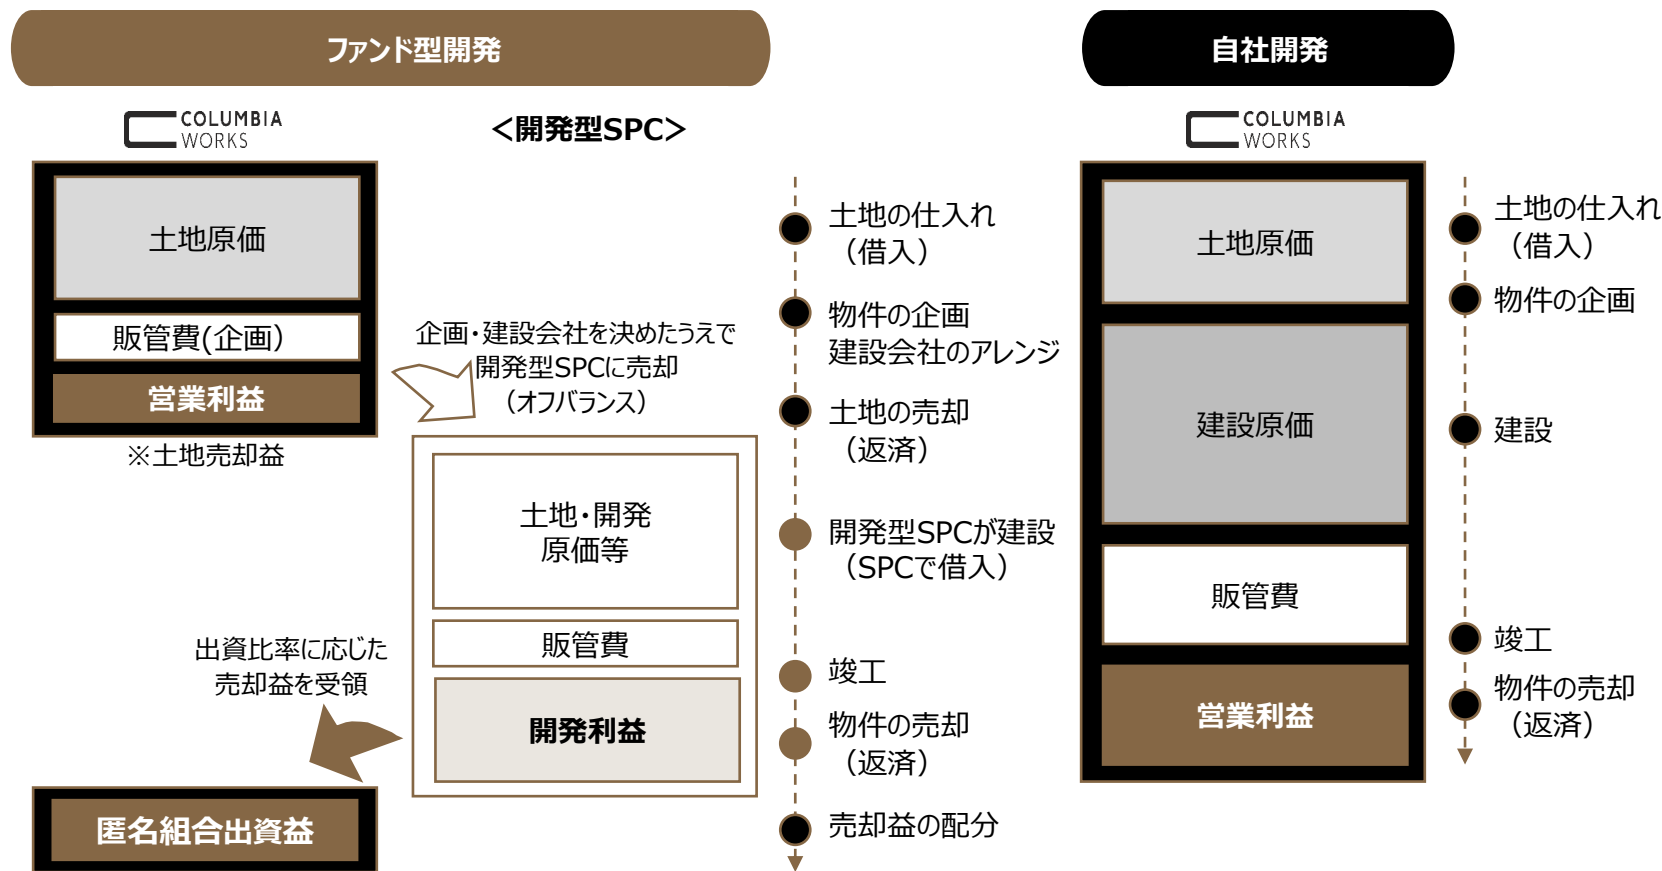 ファンド型開発
COLUMBIA
WORKS
＜開発型SPC＞
土地原価
販管費(企画）
営業利益
※土地売却益
企画・建設会社を決めたうえで
開発型SPCに売却
（オフバランス）
土地・開発
原価等
販管費
開発利益
出資比率に応じた
売却益を受領
匿名組合出資益
土地の仕入れ
（借入）
物件の企画
建設会社のアレンジ
土地の売却
（返済）
開発型SPCが建設
（SPCで借入）
竣工
物件の売却
（返済）
売却益の配分
自社開発
COLUMBIA
WORKS
土地原価
建設原価
販管費
営業利益
土地の仕入れ
（借入）
物件の企画
建設
竣工
物件の売却
（返済）